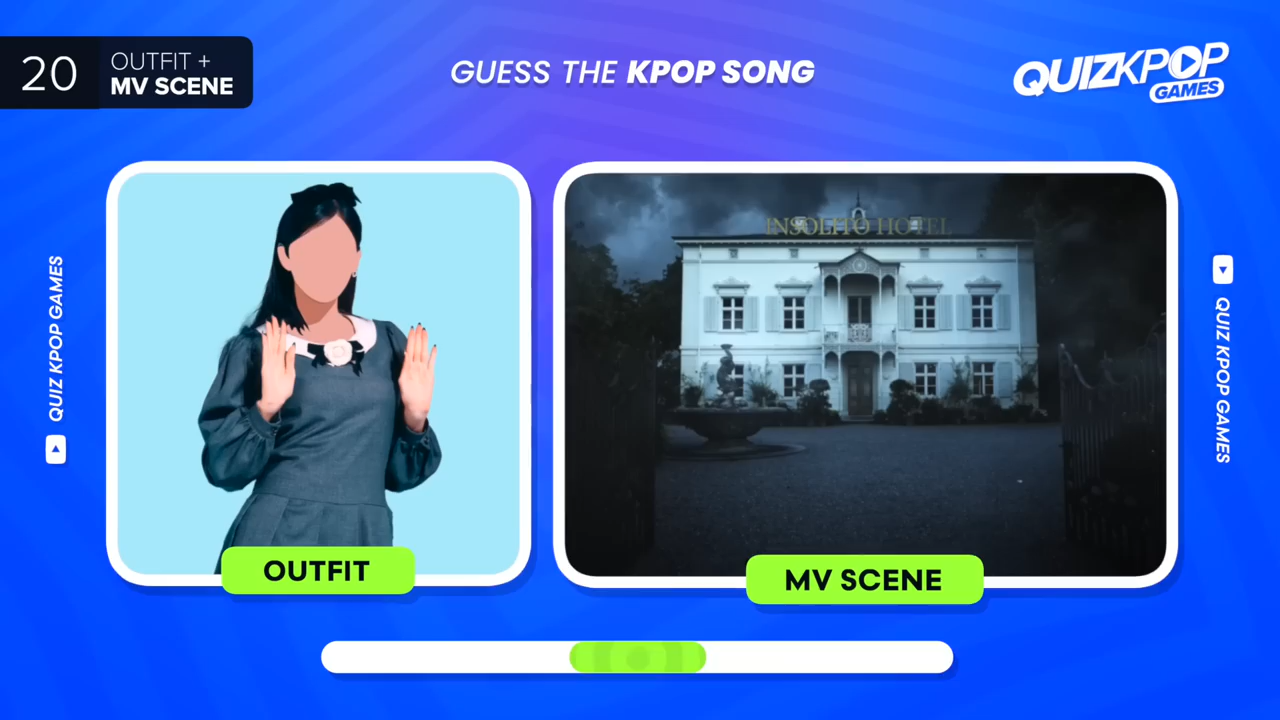 20
OUTFIT +
MV SCENE
GUESS THE KPOP SONG
QUIZKPOP
GAMES
QUIZ KPOP GAMES
INSOLITO HOTEL
QUIZ KPOP GAMES
OUTFIT
MV SCENE